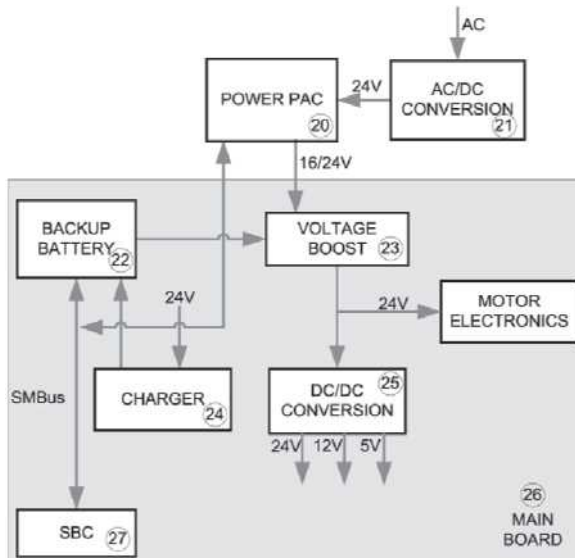 AC
POWER PAC
20
24V
AC/DC
CONVERSION
21
16/24V
BACKUP
BATTERY
22
VOLTAGE
BOOST
23
24V
24V
MOTOR
ELECTRONICS
SMBus
CHARGER
24
DC/DC
CONVERSION
25
24V
12V
5V
SBC
27
26
MAIN
BOARD